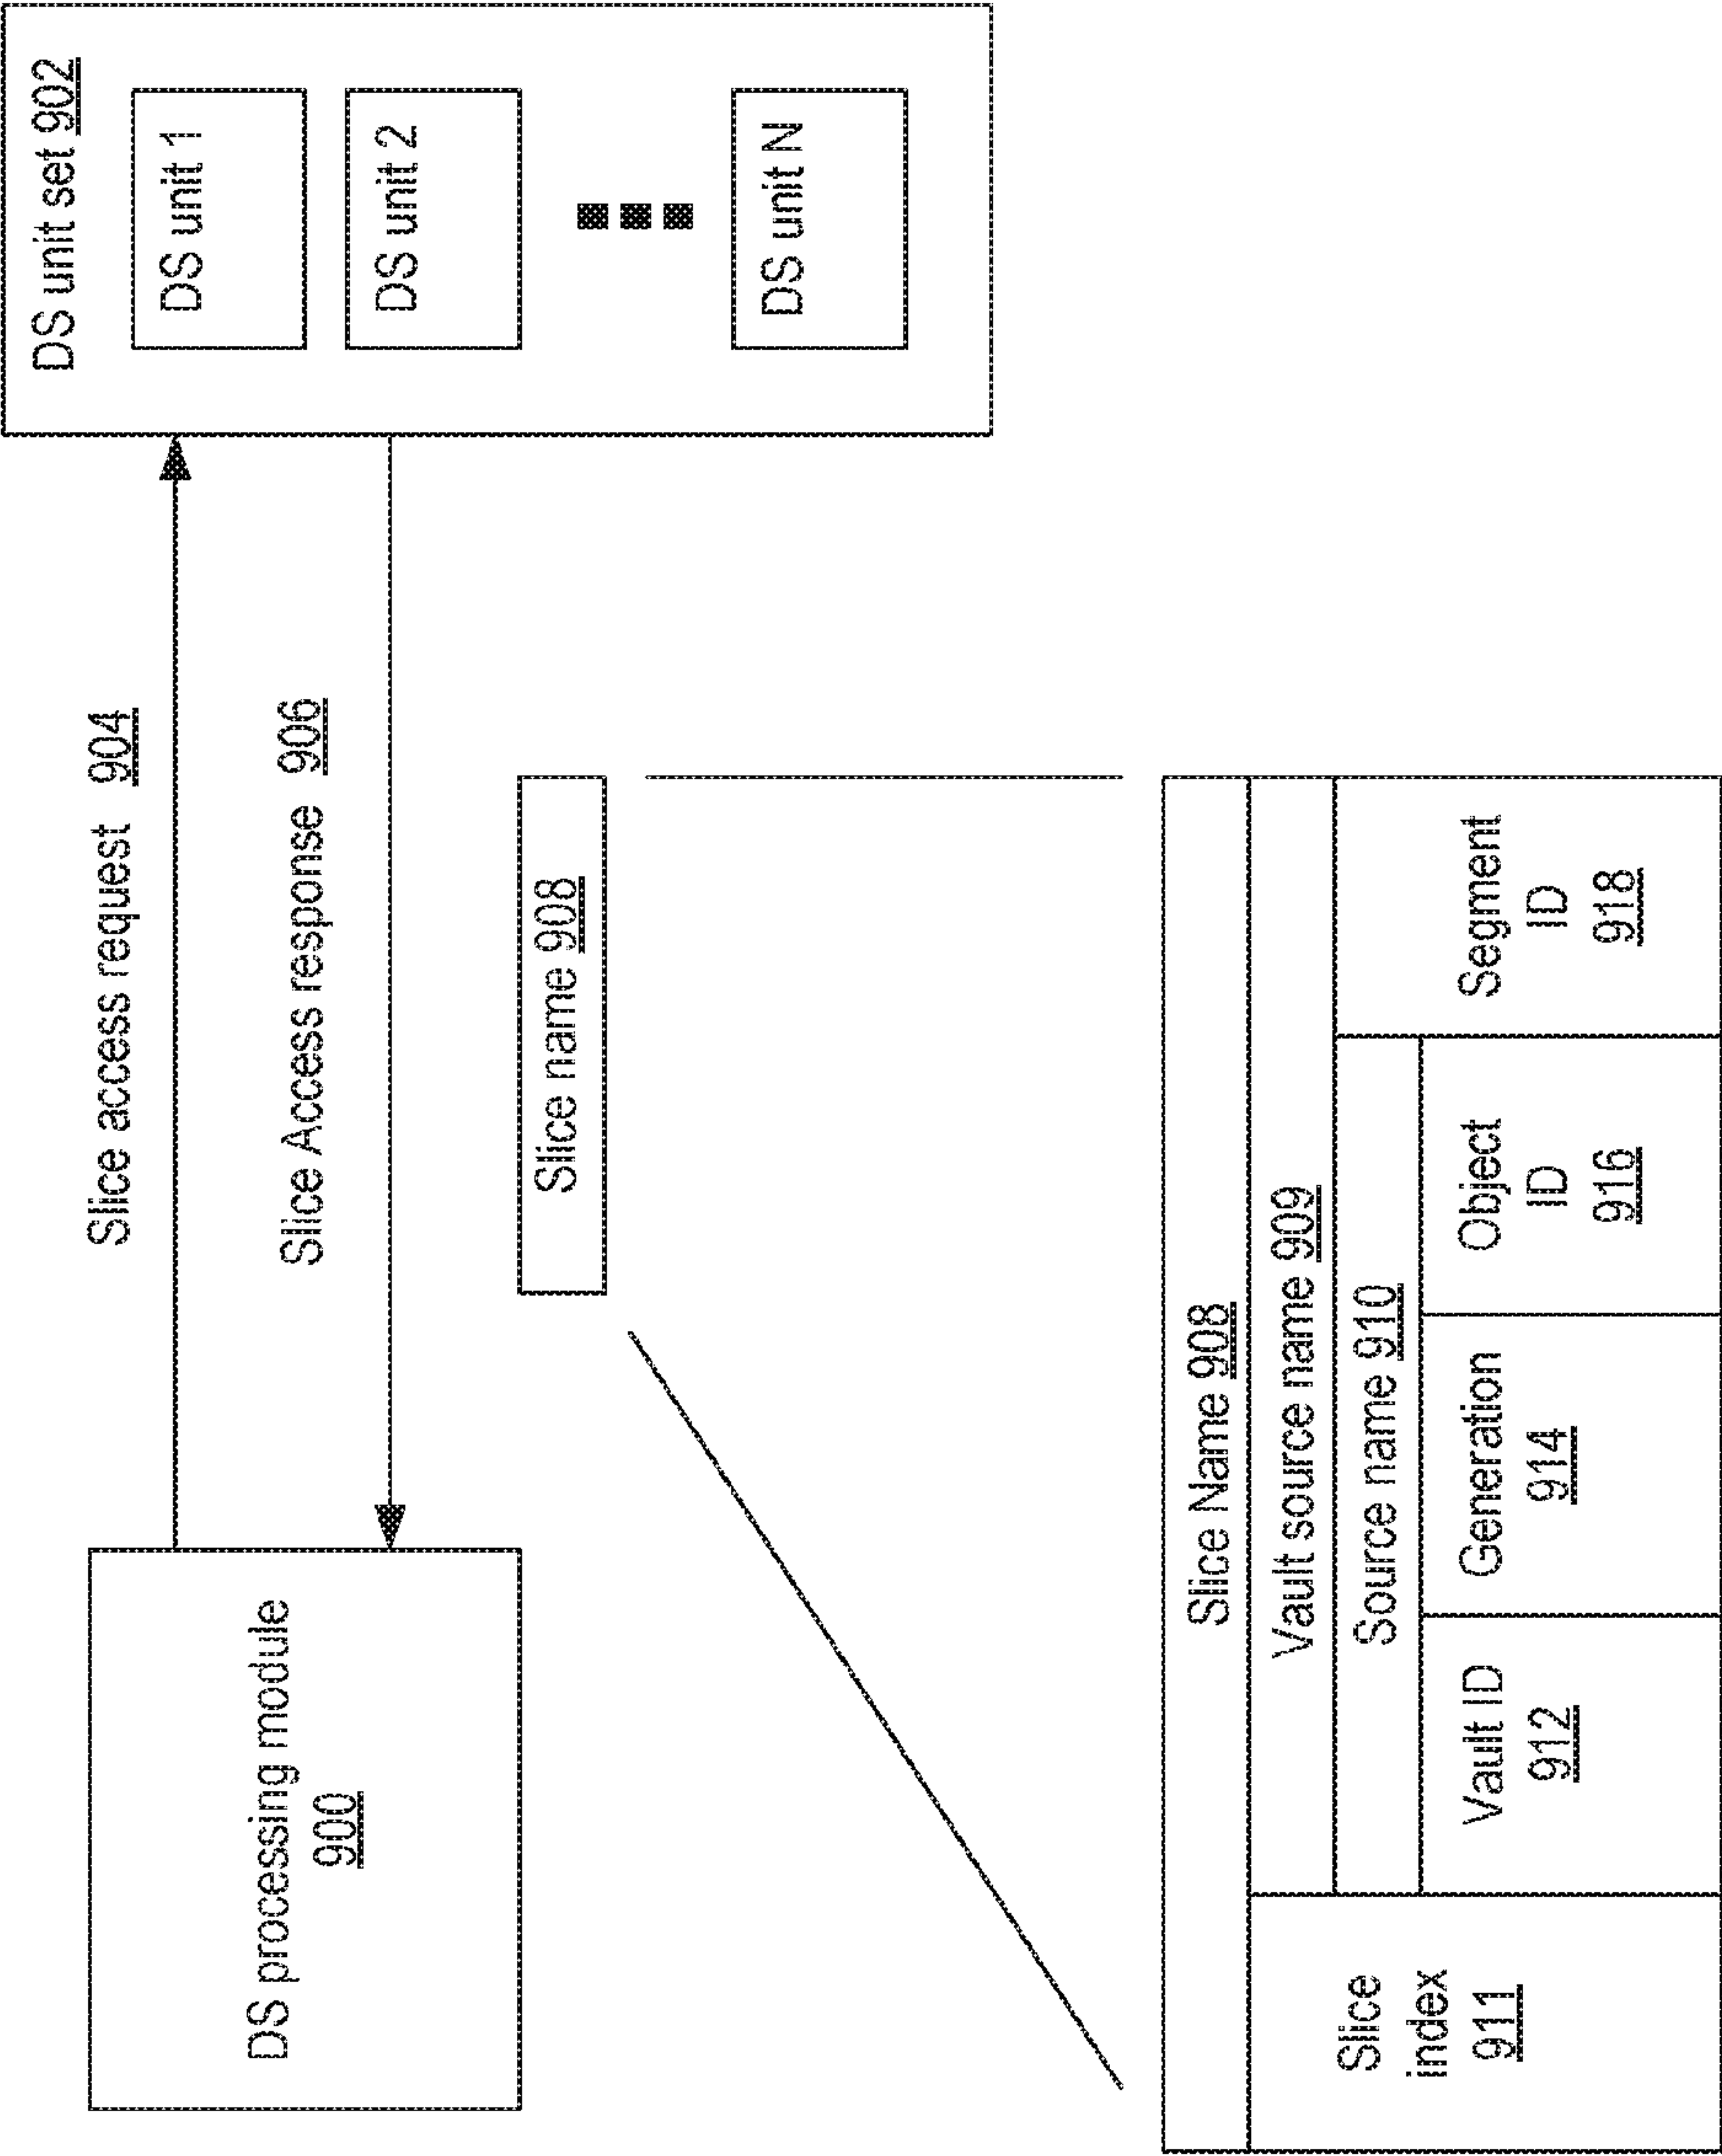 DS processing module
900
Slice access request 904
Slice Access response 906
DS unit set 902
DS unit 1
DS unit 2
DS unit N
Slice name 908
Slice Name 908
Slice
index
911
Vault source name 909
Source name 910
Vault ID
912
Generation
914
Object
ID
916
Segment
ID
918